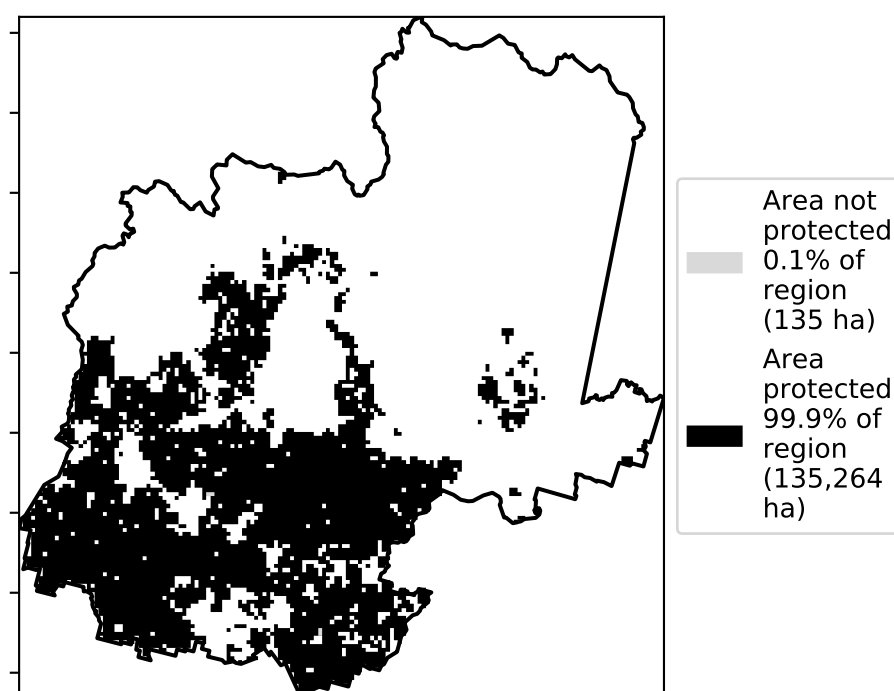 Area not
protected
0.1% of
region
(135 ha)
Area
protected
99.9% of
region
(135,264
ha)